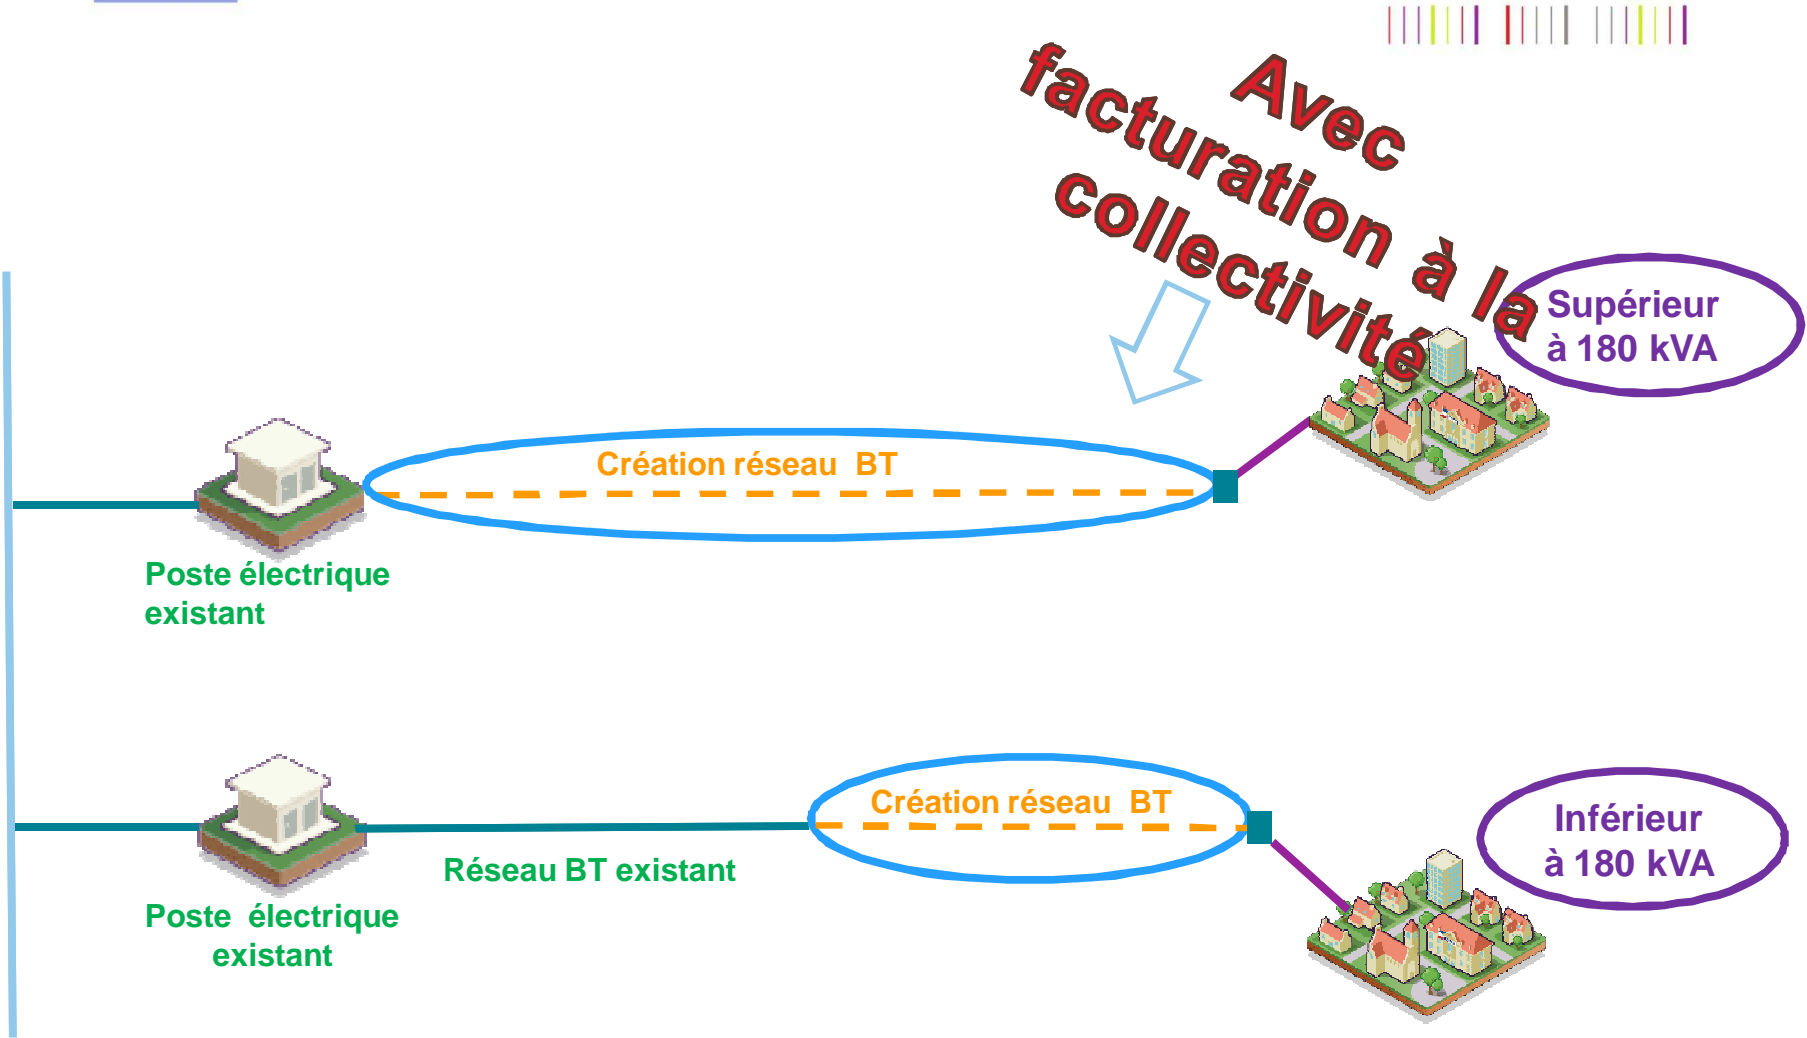 Avec
facturation à la
collectivité
Supérieur
à 180 kVA
Création réseau BT
Poste électrique
existant
Création réseau BT
Inférieur
à 180 kVA
Réseau BT existant
Poste électrique
existant